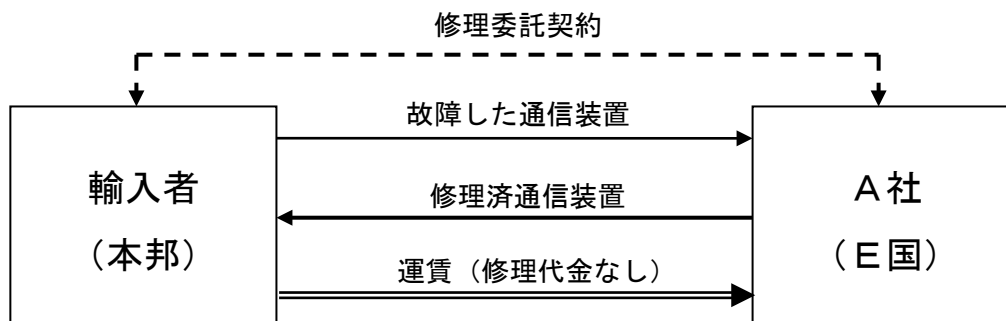 修理委託契約
故障した通信装置
輸入者
（本邦）
修理済通信装置
運賃（修理代金なし）
Ａ社
（Ｅ国）